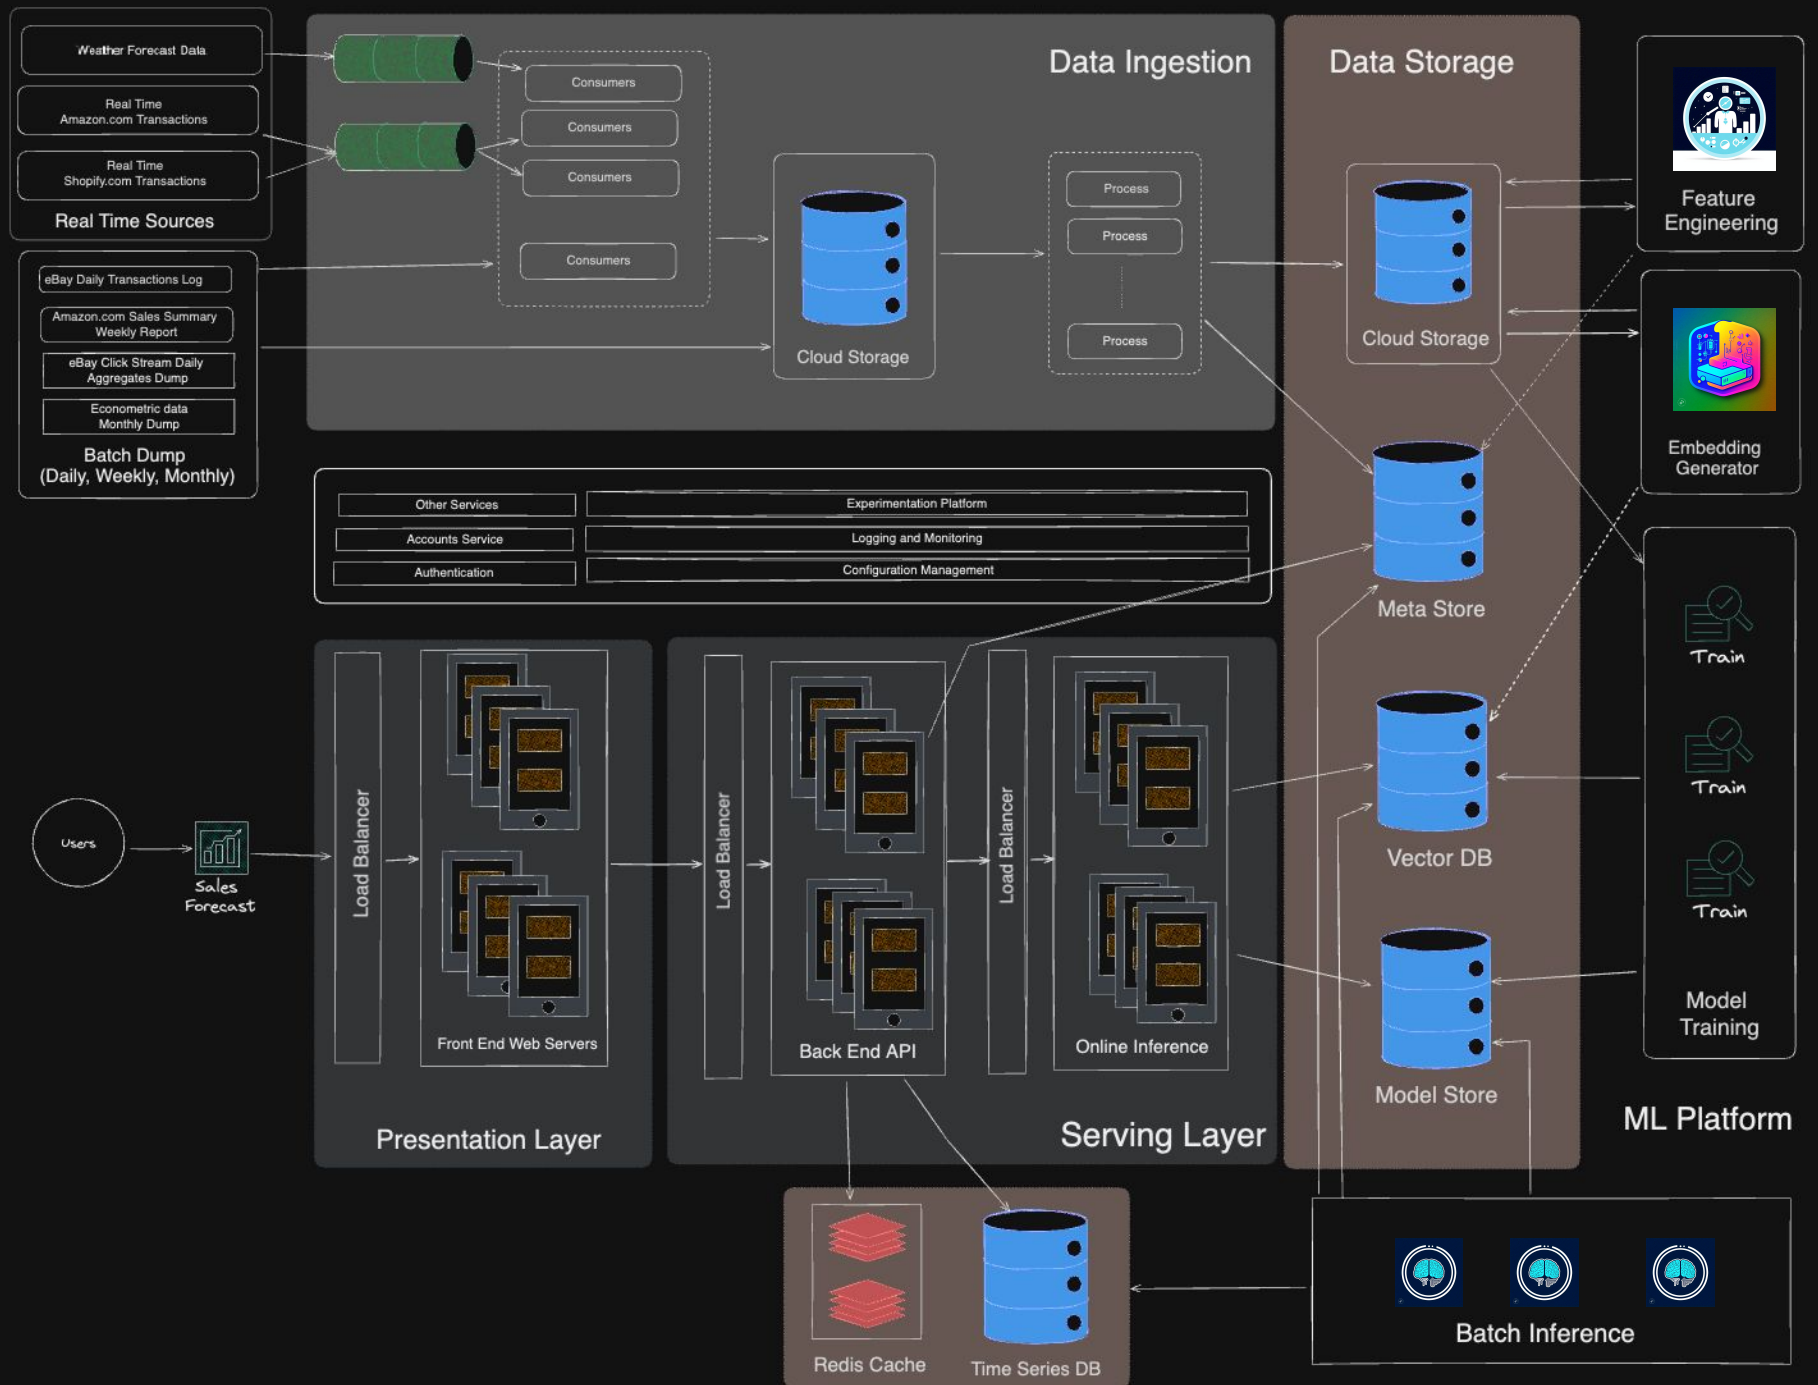 Weather Forecast Data
Real Time
Amazon.com Transactions
Real Time
Shopify.com Transactions
Real Time Sources
eBay Daily Transactions Log
Amazon.com Sales Summary
Weekly Report
eBay Click Stream Daily
Aggregates Dump
Econometric data
Monthly Dump
Batch Dump
(Daily, Weekly, Monthly)
Data Ingestion
Consumers
Consumers
Consumers
Consumers
Cloud Storage
Process
Process
Process
Data Storage
Cloud Storage
Meta Store
Vector DB
Model Store
Feature
Engineering
Embedding
Generator
Train
Train
Train
Model
Training
ML Platform
Other Services
Experimentation Platform
Accounts Service
Logging and Monitoring
Authentication
Configuration Management
Users
Sales
Forecast
Load Balancer
Front End Web Servers
Presentation Layer
Load Balancer
Back End API
Load Balancer
Online Inference
Serving Layer
Redis Cache
Time Series DB
Batch Inference